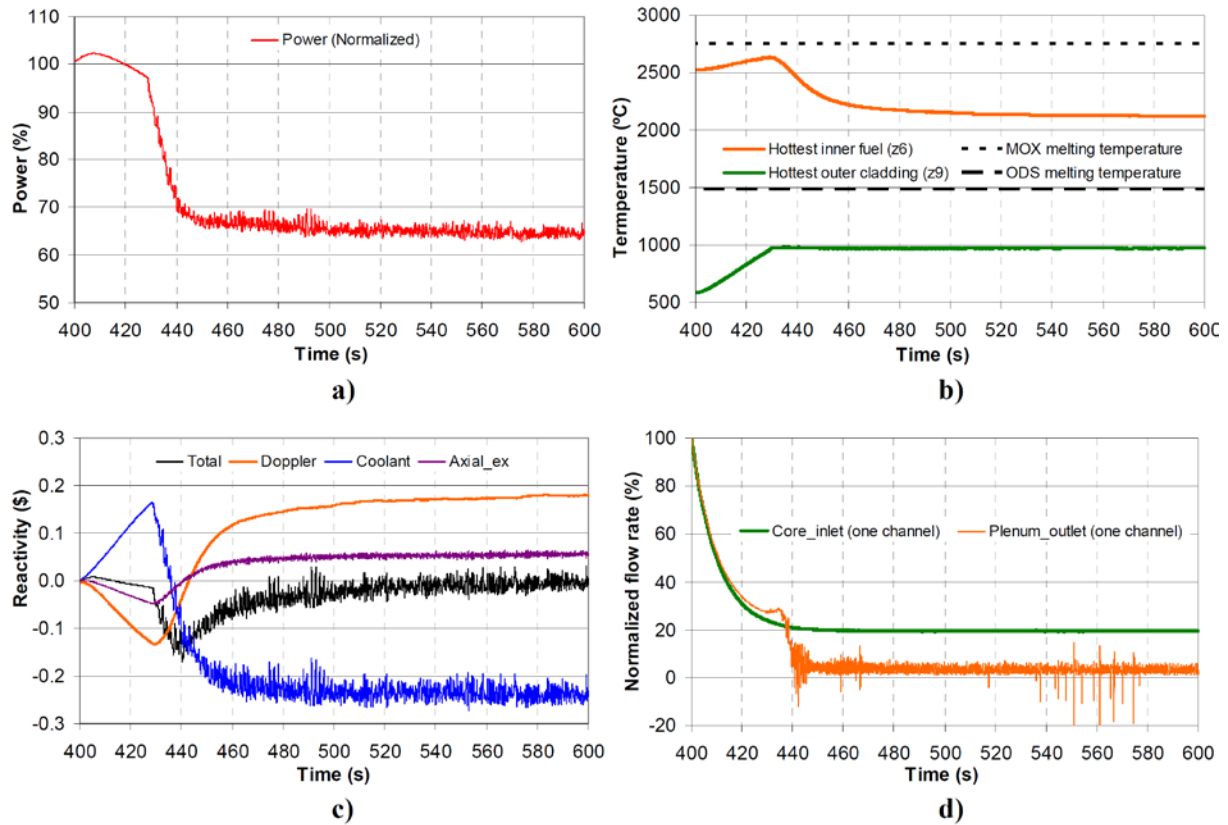 110
100
90
80
70
60
50
Power (%)
Power (Normalized)
400 420 440 460 480 500 520 540 560 580 600
Time (s)
a)
3000
2500
2000
1500
1000
500
Termperature (ºC)
Hottest inner fuel (z6) MOX melting temperature
Hottest outer cladding (z9) ODS melting temperature
400 420 440 460 480 500 520 540 560 580 600
Time (s)
b)
0.3
0.2
0.1
0.0
-0.1
-0.2
-0.3
Reactivity ($)
Total Doppler Coolant Axial_ex
400 420 440 460 480 500 520 540 560 580 600
Time (s)
c)
100
80
60
40
20
0
-20
Normalized flow rate (%)
Core_inlet (one channel) Plenum_outlet (one channel)
400 420 440 460 480 500 520 540 560 580 600
Time (s)
d)